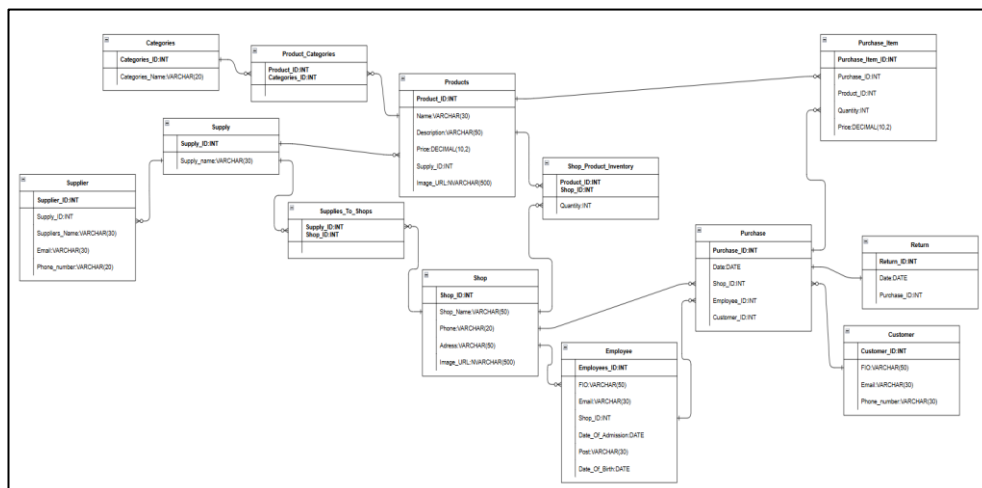 Categories
Categories_ID:INT
Categories_Name:VARCHAR(20)
Product_Categories
Product_ID:INT
Categories_ID:INT
Products
Product_ID:INT
Name:VARCHAR(30)
Description:VARCHAR(50)
Price:DECIMAL(10,2)
Supply_ID:INT
Image_URL:NVARCHAR(500)
Purchase_Item
Purchase_Item_ID:INT
Purchase_ID:INT
Product_ID:INT
Quantity:INT
Price:DECIMAL(10,2)
Supply
Supply_ID:INT
Supply_name:VARCHAR(30)
Supplier
Supplier_ID:INT
Supply_ID:INT
Suppliers_Name:VARCHAR(30)
Email:VARCHAR(30)
Phone_number:VARCHAR(20)
Supplies_To_Shops
Supply_ID:INT
Shop_ID:INT
Shop_Product_Inventory
Product_ID:INT
Shop_ID:INT
Quantity:INT
Shop
Shop_ID:INT
Shop_Name:VARCHAR(50)
Phone:VARCHAR(20)
Adress:VARCHAR(50)
Image_URL:NVARCHAR(500)
Purchase
Purchase_ID:INT
Date:DATE
Shop_ID:INT
Employee_ID:INT
Customer_ID:INT
Return
Return_ID:INT
Date:DATE
Purchase_ID:INT
Employee
Employees_ID:INT
FIO:VARCHAR(50)
Email:VARCHAR(30)
Shop_ID:INT
Date_Of_Admission:DATE
Post:VARCHAR(30)
Date_Of_Birth:DATE
Customer
Customer_ID:INT
FIO:VARCHAR(50)
Email:VARCHAR(30)
Phone_number:VARCHAR(30)